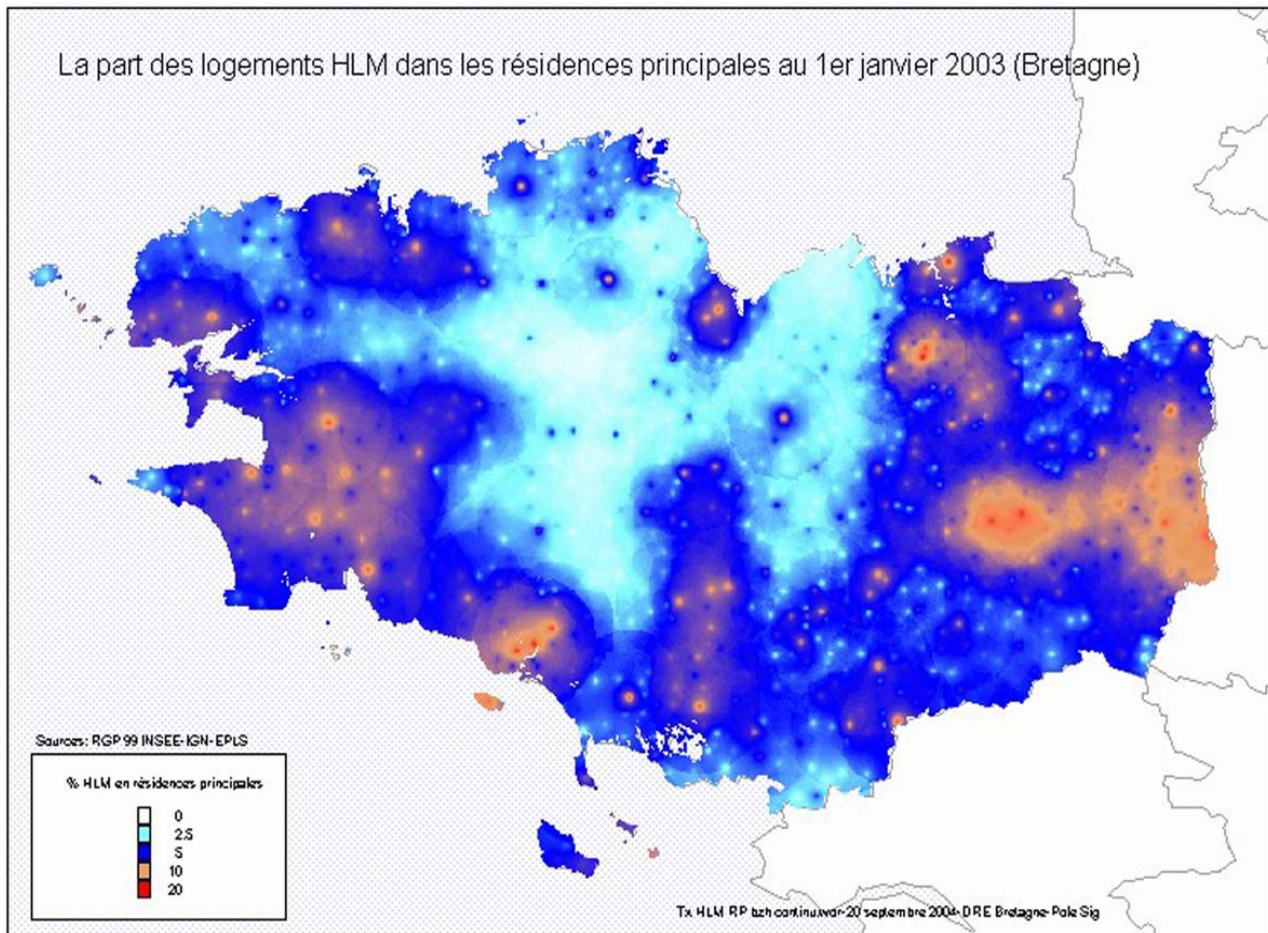 La part des logements HLM dans les résidences principales au 1er janvier 2003 (Bretagne)
Sources: RGP 99 INSEE-IGN-EPLS
% HLM en résidences principales
0
2.5
5
10
20
Tx HLM RP bzh continu.wor-20 septembre 2004-DRE Bretagne-Pole Sig